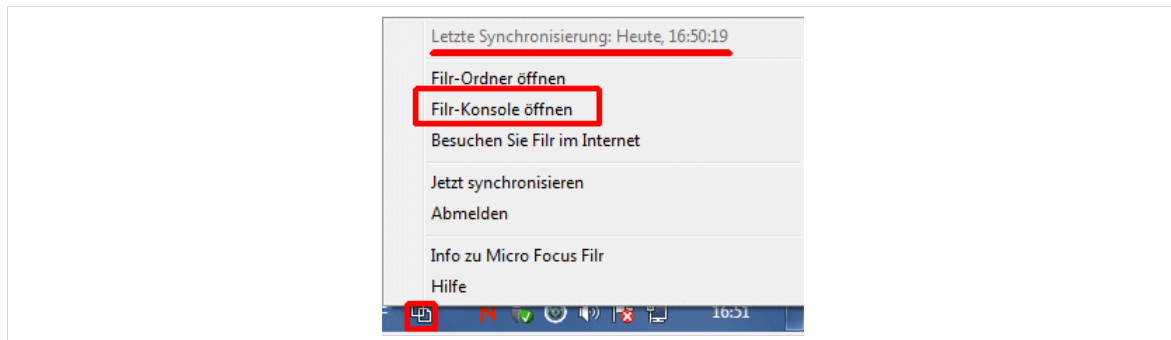 Letzte Synchronisierung: Heute, 16:50:19
Filr-Ordner öffnen
Filr-Konsole öffnen
Besuchen Sie Filr im Internet
Jetzt synchronisieren
Abmelden
Info zu Micro Focus Filr
Hilfe
N 16:51